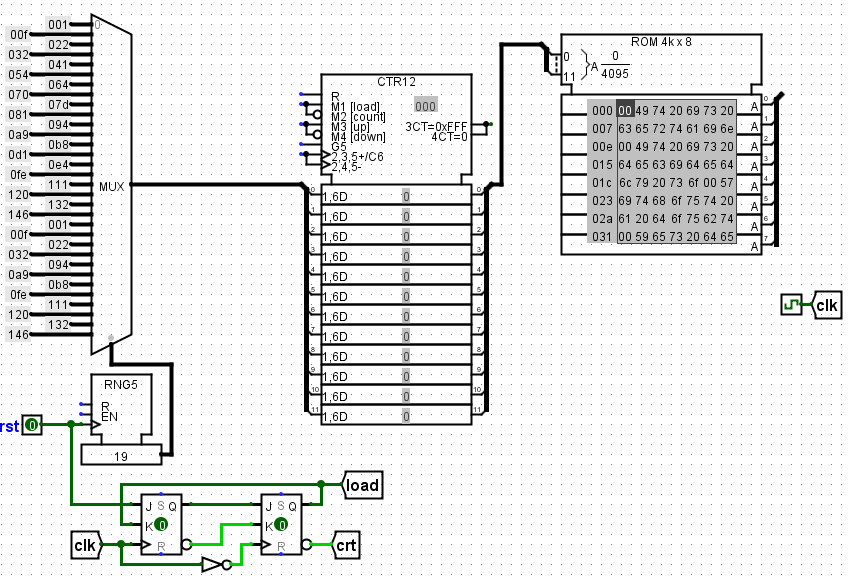 001
00f
022
032
041
054
064
070
07d
081
094
0a9
0b8
0d1
0e4
0fe
111
120
132
146
001
00f
022
032
094
0a9
0b8
0fe
111
120
132
146
0
MUX
RNG5
R
EN
19
rst 0
CTR12
R
M1 [load]
M2 [count]
M3 [up]
M4 [down]
G5
2,3,5+/C6
2,4,5-
000
3CT=0xFFF
4CT=0
0 1,6D 0 0
1 1,6D 0 1
2 1,6D 0 2
3 1,6D 0 3
4 1,6D 0 4
5 1,6D 0 5
6 1,6D 0 6
7 1,6D 0 7
8 1,6D 0 8
9 1,6D 0 9
10 1,6D 0 10
11 1,6D 0 11
ROM 4k x 8
0
11
A
0
4095
000 00 49 74 20 69 73 20 A 0
007 63 65 72 74 61 69 6e A 1
00e 00 49 74 20 69 73 20 A 2
015 64 65 63 69 64 65 64 A 3
01c 6c 79 20 73 6f 00 57 A 4
023 69 74 68 6f 75 74 20 A 5
02a 61 20 64 6f 75 62 74 A 6
031 00 59 65 73 20 64 65 A 7
clk
load
J S Q
K 0
R
J S Q
K 0
R
clk
crt